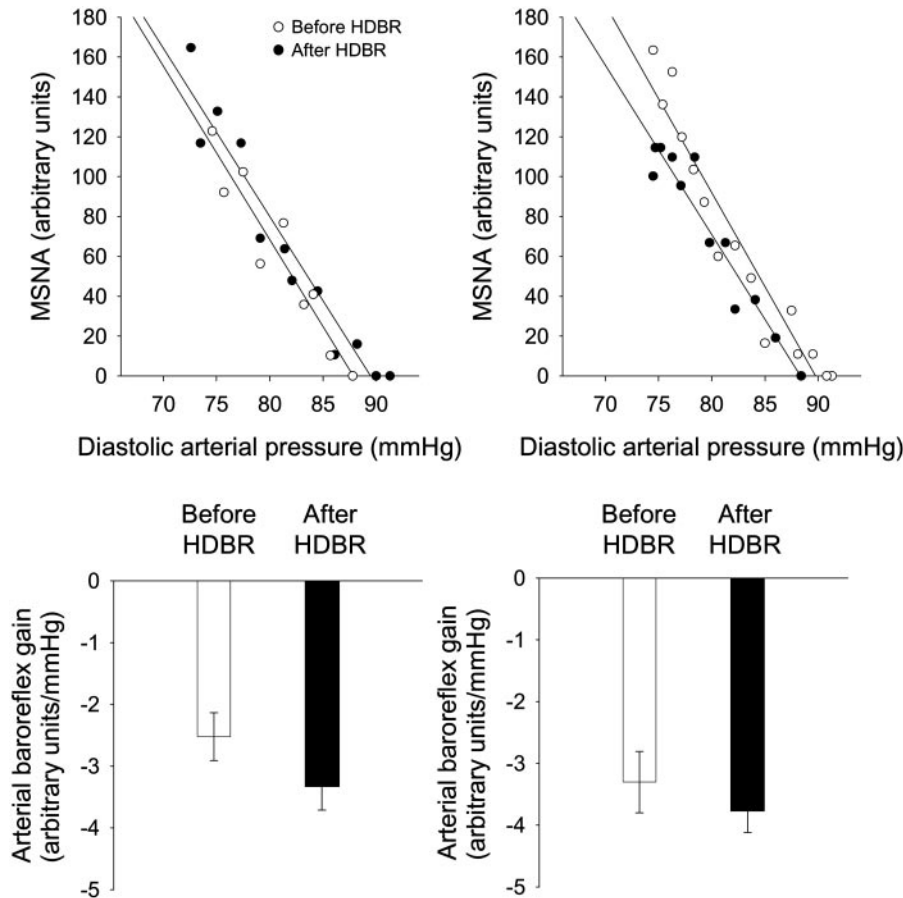 180
160
140
120
100
80
60
40
20
0
MSNA (arbitrary units)
Before HDBR
After HDBR
70 75 80 85 90
Diastolic arterial pressure (mmHg)
180
160
140
120
100
80
60
40
20
0
MSNA (arbitrary units)
70 75 80 85 90
Diastolic arterial pressure (mmHg)
Before
HDBR
After
HDBR
0
-1
-2
-3
-4
-5
Arterial baroreflex gain
(arbitrary units/mmHg)
Before
HDBR
After
HDBR
0
-1
-2
-3
-4
-5
Arterial baroreflex gain
(arbitrary units/mmHg)